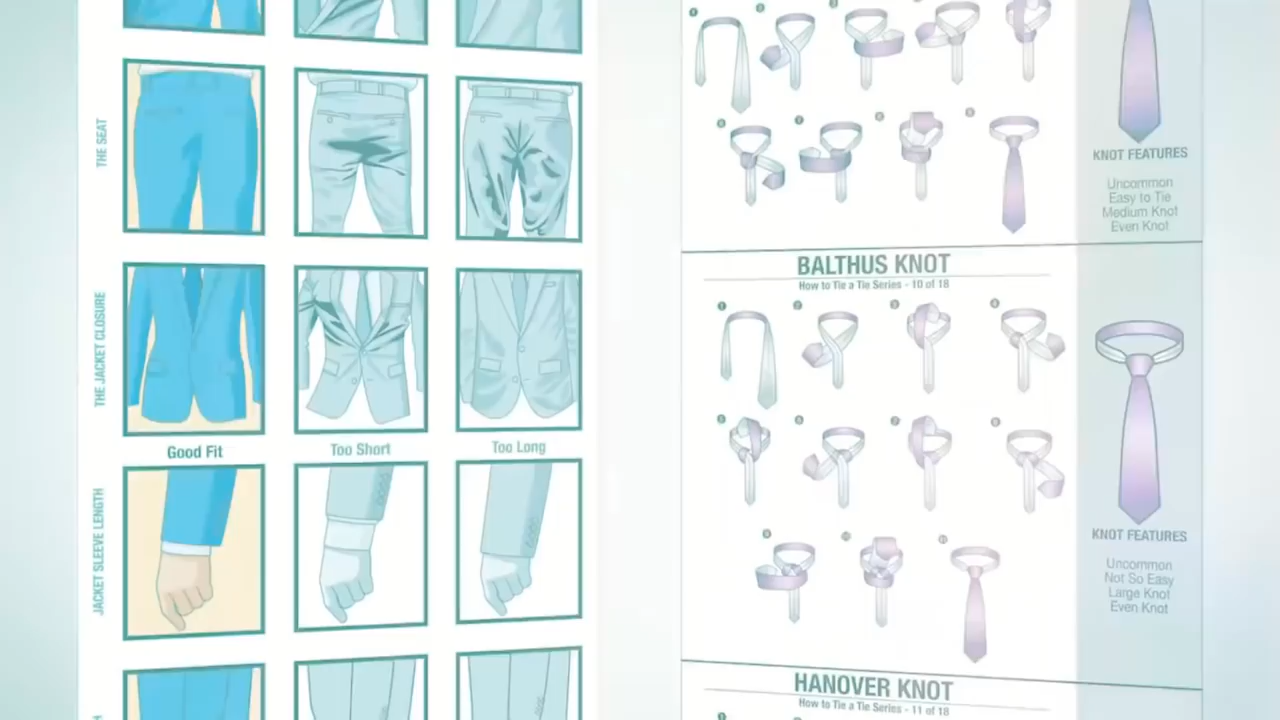 THE SEAT
THE JACKET CLOSURE
Good Fit
Too Short
Too Long
JACKET SLEEVE LENGTH
KNOT FEATURES
Uncommon
Easy to Tie
Medium Knot
Even Knot
BALTHUS KNOT
How to Tie a Tie Series - 10 of 18
KNOT FEATURES
Uncommon
Not So Easy
Large Knot
Even Knot
HANOVER KNOT
How to Tie a Tie Series - 11 of 18